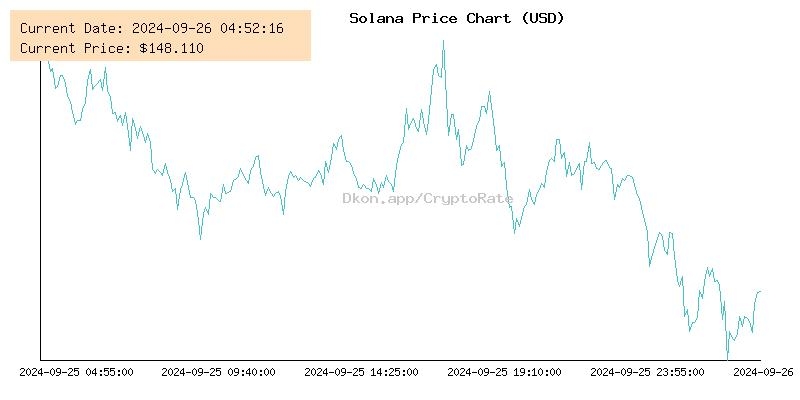 Solana Price Chart (USD)
Current Date: 2024-09-26 04:52:16
Current Price: $148.110
Dkon.app/CryptoRate
2024-09-25 04:55:00 2024-09-25 09:40:00 2024-09-25 14:25:00 2024-09-25 19:10:00 2024-09-25 23:55:00 2024-09-26